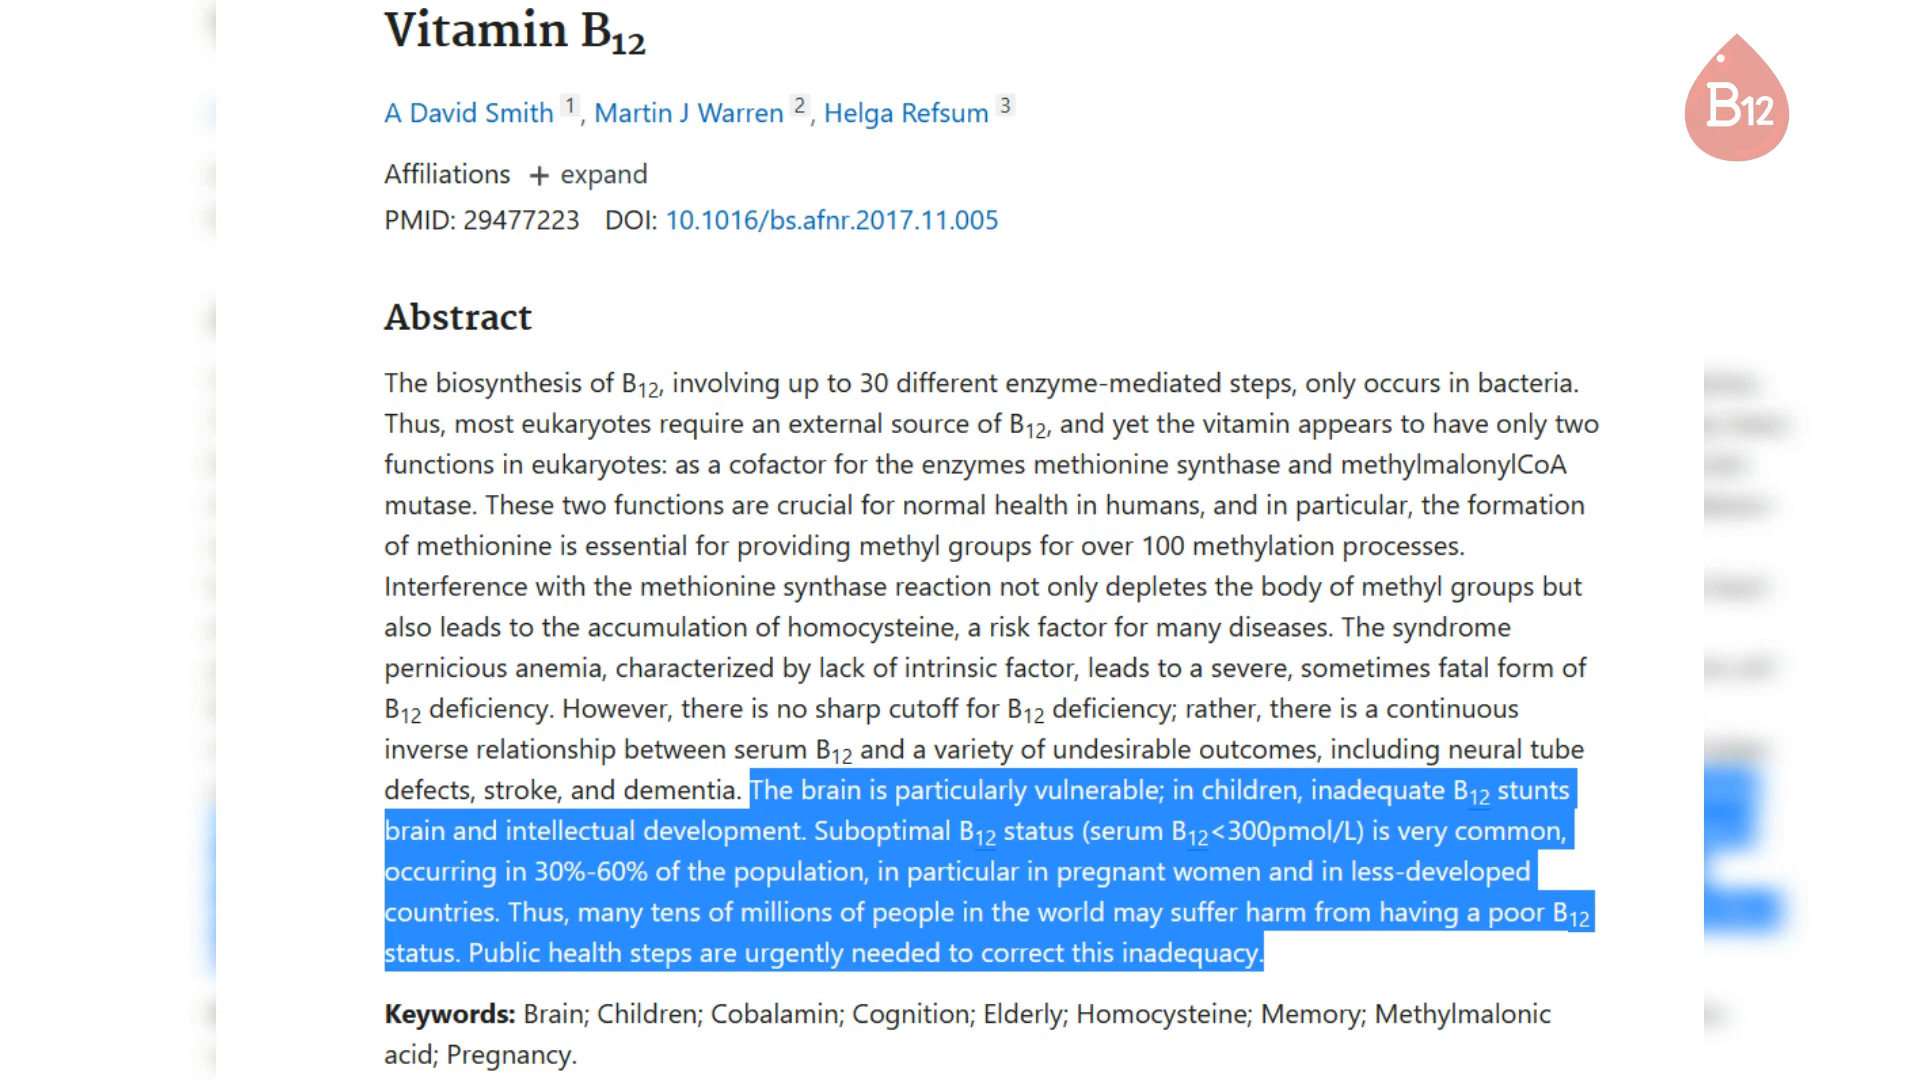 Vitamin B12
B12
A David Smith 1, Martin J Warren 2, Helga Refsum 3
Affiliations + expand
PMID: 29477223 DOI: 10.1016/bs.afnr.2017.11.005
Abstract
The biosynthesis of B12, involving up to 30 different enzyme-mediated steps, only occurs in bacteria.
Thus, most eukaryotes require an external source of B12, and yet the vitamin appears to have only two
functions in eukaryotes: as a cofactor for the enzymes methionine synthase and methylmalonylCoA
mutase. These two functions are crucial for normal health in humans, and in particular, the formation
of methionine is essential for providing methyl groups for over 100 methylation processes.
Interference with the methionine synthase reaction not only depletes the body of methyl groups but
also leads to the accumulation of homocysteine, a risk factor for many diseases. The syndrome
pernicious anemia, characterized by lack of intrinsic factor, leads to a severe, sometimes fatal form of
B12 deficiency. However, there is no sharp cutoff for B12 deficiency; rather, there is a continuous
inverse relationship between serum B12 and a variety of undesirable outcomes, including neural tube
defects, stroke, and dementia. The brain is particularly vulnerable; in children, inadequate B12 stunts
brain and intellectual development. Suboptimal B12 status (serum B12<300pmol/L) is very common,
occurring in 30%-60% of the population, in particular in pregnant women and in less-developed
countries. Thus, many tens of millions of people in the world may suffer harm from having a poor B12
status. Public health steps are urgently needed to correct this inadequacy.
Keywords: Brain; Children; Cobalamin; Cognition; Elderly; Homocysteine; Memory; Methylmalonic
acid; Pregnancy.